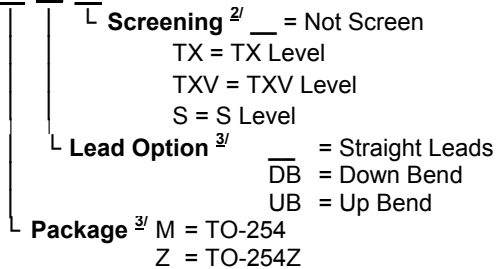 Screening 2/ __ = Not Screen
TX = TX Level
TXV = TXV Level
S = S Level
Lead Option 3/ __ = Straight Leads
DB = Down Bend
UB = Up Bend
Package 3/ M = TO-254
Z = TO-254Z